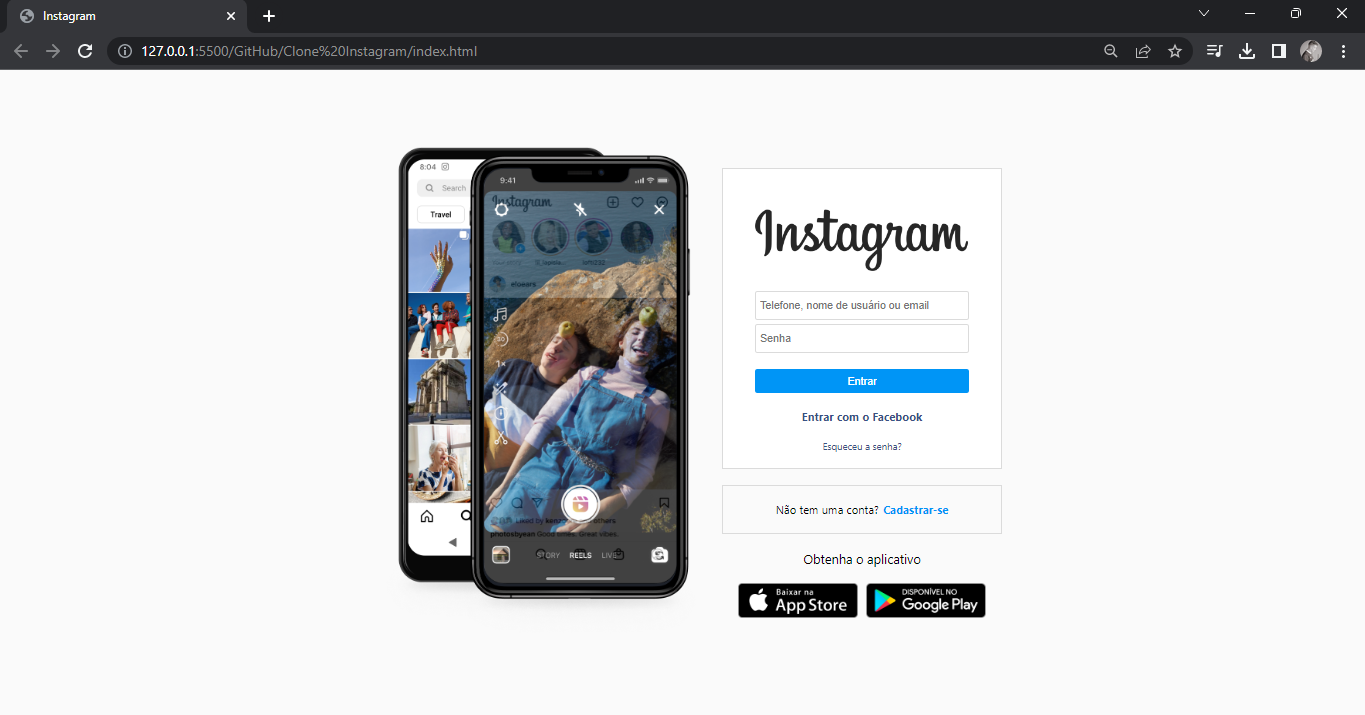 Instagram
127.0.0.1:5500/GitHub/Clone%20Instagram/index.html
8:04
Search
Travel
9:41
Instagram
eloears
1x
Liked by
others
photosbyean Good times. Great vibes.
STORY REELS LIVE
Instagram
Telefone, nome de usuário ou email
Senha
Entrar
Entrar com o Facebook
Esqueceu a senha?
Não tem uma conta? Cadastrar-se
Obtenha o aplicativo
Baixar na
App Store
DISPONÍVEL NO
Google Play